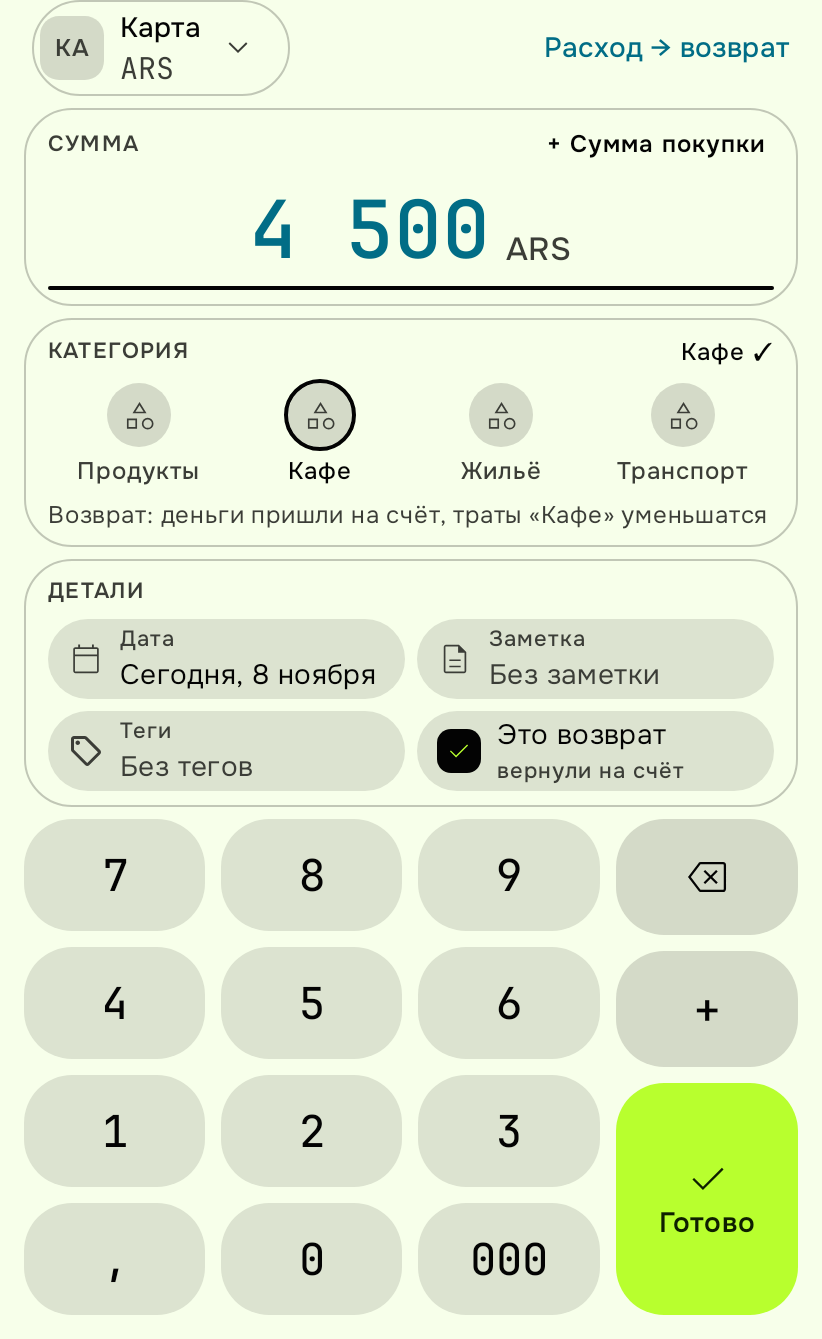 КА
Карта
ARS
Расход → возврат
СУММА
+ Сумма покупки
4 500 ARS
КАТЕГОРИЯ
Кафе ✓
Продукты
Кафе
Жильё
Транспорт
Возврат: деньги пришли на счёт, траты «Кафе» уменьшатся
ДЕТАЛИ
Дата
Сегодня, 8 ноября
Заметка
Без заметки
Теги
Без тегов
Это возврат
вернули на счёт
7 8 9
4 5 6 +
1 2 3
Готово
, 0 000